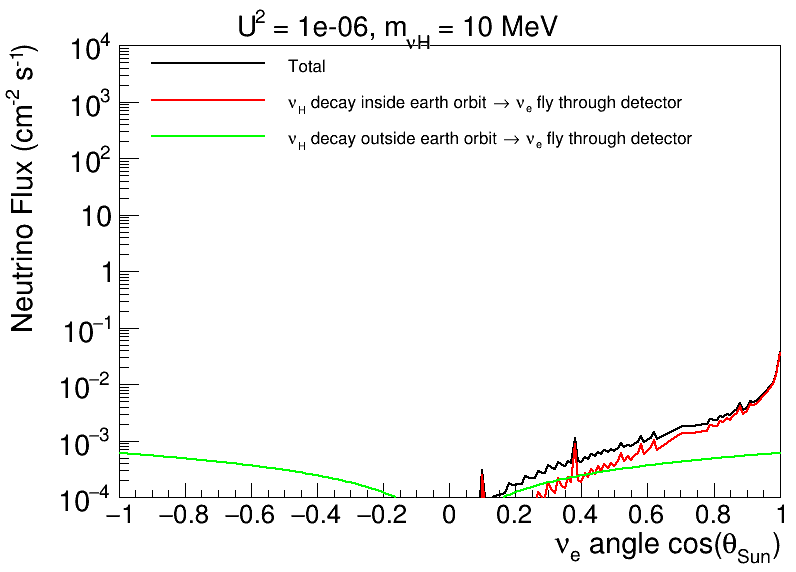 U² = 1e-06, m_νH = 10 MeV
Neutrino Flux (cm⁻² s⁻¹)
Total
ν_H decay inside earth orbit → ν_e fly through detector
ν_H decay outside earth orbit → ν_e fly through detector
10⁴
10³
10²
10
1
10⁻¹
10⁻²
10⁻³
10⁻⁴
−1 −0.8 −0.6 −0.4 −0.2 0 0.2 0.4 0.6 0.8 1
ν_e angle cos(θ_Sun)